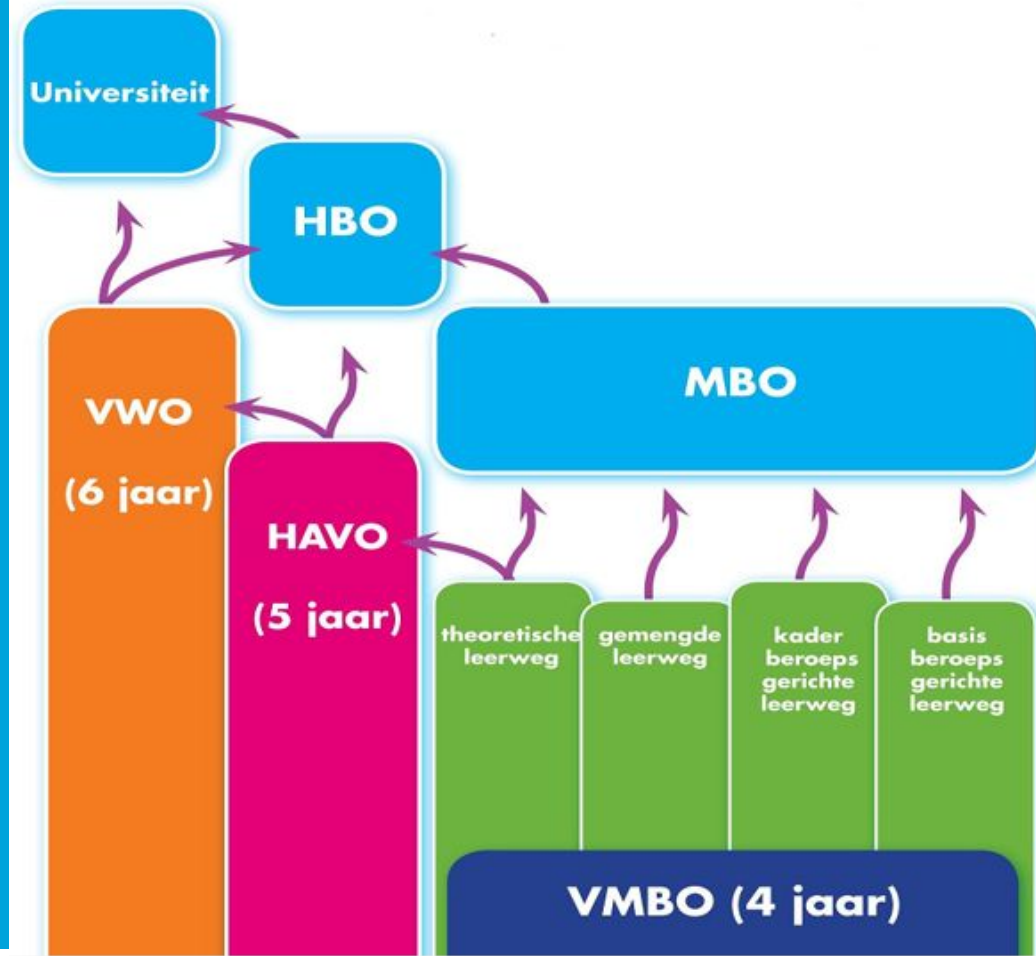 Universiteit
HBO
MBO
VWO
(6 jaar)
HAVO
(5 jaar)
theoretische
leerweg
gemengde
leerweg
kader
beroeps
gerichte
leerweg
basis
beroeps
gerichte
leerweg
VMBO (4 jaar)